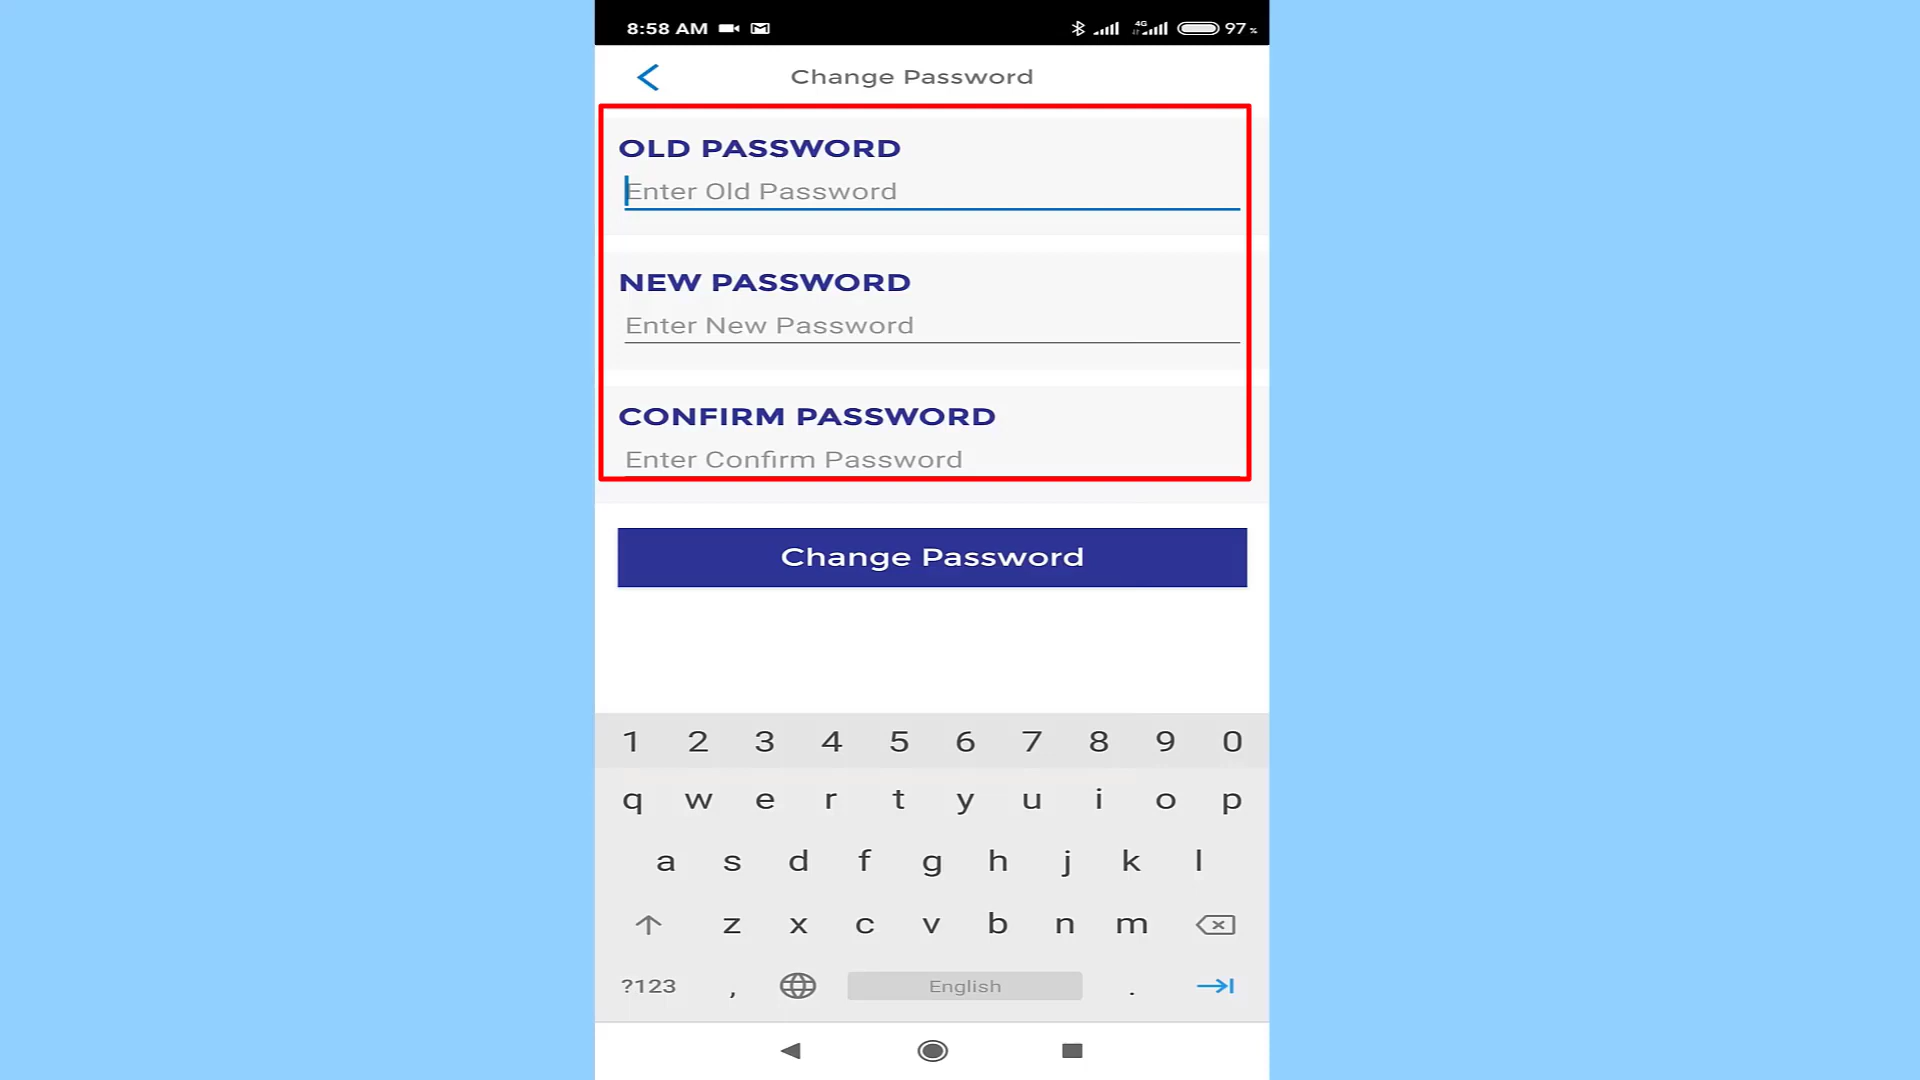 8:58 AM 4G 97%
Change Password
OLD PASSWORD
Enter Old Password
NEW PASSWORD
Enter New Password
CONFIRM PASSWORD
Enter Confirm Password
Change Password
1 2 3 4 5 6 7 8 9 0
q w e r t y u i o p
a s d f g h j k l
z x c v b n m
?123 , English .